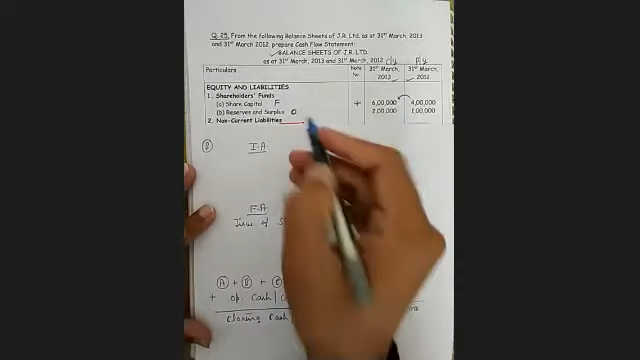 Q. 25. From the following Balance Sheets of J.R. Ltd. as at 31st March, 2013
and 31st March 2012, prepare Cash Flow Statement:
BALANCE SHEETS OF J.R. LTD.
as at 31st March, 2013 and 31st March 2012 c/y p/y
Particulars Note No. 31st March, 2013 31st March, 2012
EQUITY AND LIABILITIES
1. Shareholders' Funds
(a) Share Capital F + 6,00,000 4,00,000
(b) Reserves and Surplus O 2,00,000 1,00,000
2. Non-Current Liabilities
B I.A
F.A
Issue of
A + B + C
+ op. Cash
Closing Cash